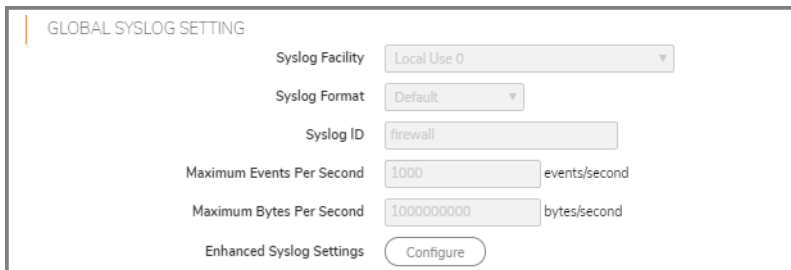 GLOBAL SYSLOG SETTING
Syslog Facility Local Use 0
Syslog Format Default
Syslog ID firewall
Maximum Events Per Second 1000 events/second
Maximum Bytes Per Second 1000000000 bytes/second
Enhanced Syslog Settings Configure